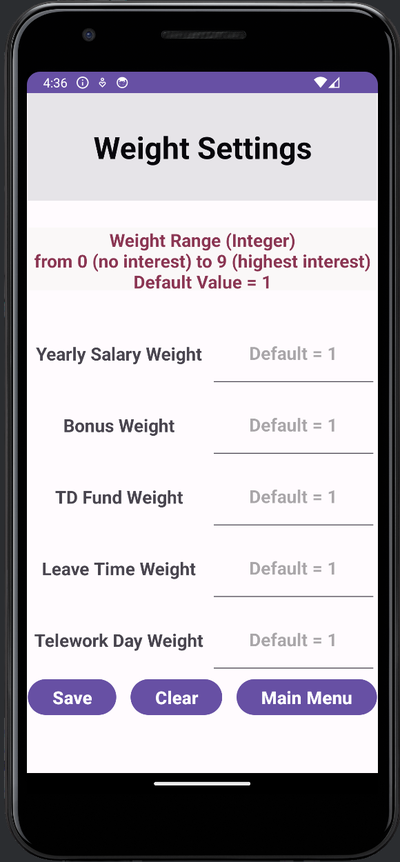 4:36
Weight Settings
Weight Range (Integer)
from 0 (no interest) to 9 (highest interest)
Default Value = 1
Yearly Salary Weight Default = 1
Bonus Weight Default = 1
TD Fund Weight Default = 1
Leave Time Weight Default = 1
Telework Day Weight Default = 1
Save Clear Main Menu